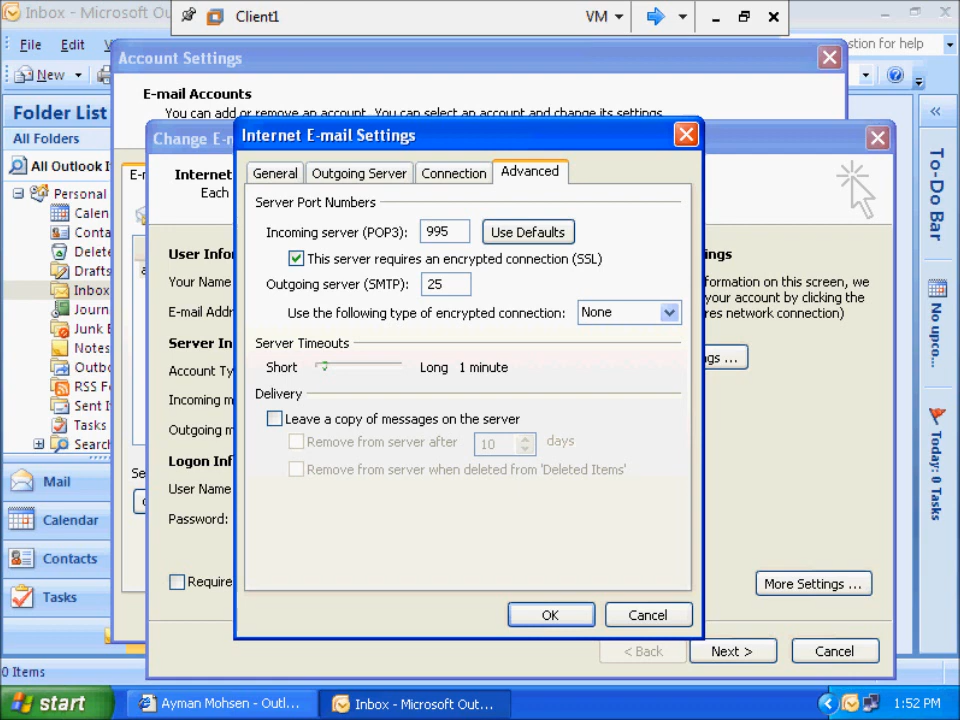 Inbox - Microsoft Ou
Client1
VM
File Edit
stion for help
New
Account Settings
E-mail Accounts
You can add or remove an account. You can select an account and change its settings.
Folder List
All Folders
All Outlook I
Personal
Calen
Conta
Delete
Drafts
Inbox
Journ
Junk E
Notes
Outbo
RSS F
Sent I
Tasks
Search
Mail
Calendar
Contacts
Tasks
0 Items
Change E-
Internet
Each
User Infor
Your Name
E-mail Addr
Server In
Account Ty
Incoming m
Outgoing m
Logon Inf
User Name
Password:
Require
Internet E-mail Settings
General Outgoing Server Connection Advanced
Server Port Numbers
Incoming server (POP3): 995 Use Defaults
This server requires an encrypted connection (SSL)
Outgoing server (SMTP): 25
Use the following type of encrypted connection: None
Server Timeouts
Short Long 1 minute
Delivery
Leave a copy of messages on the server
Remove from server after 10 days
Remove from server when deleted from 'Deleted Items'
OK Cancel
ings
formation on this screen, we
your account by clicking the
res network connection)
gs ...
More Settings ...
< Back Next > Cancel
To-Do Bar
No upco...
Today: 0 Tasks
start
Ayman Mohsen - Outl...
Inbox - Microsoft Out...
1:52 PM